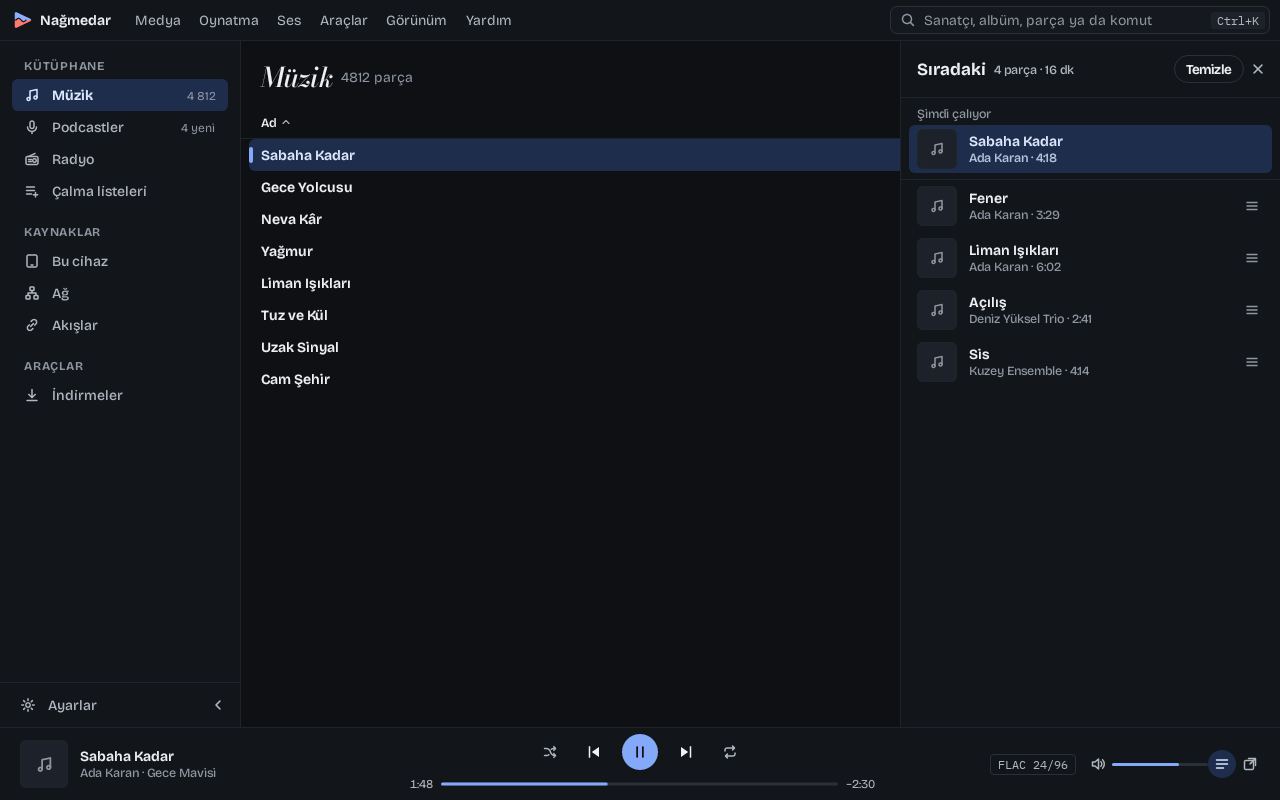 Nağmedar Medya Oynatma Ses Araçlar Görünüm Yardım
Sanatçı, albüm, parça ya da komut Ctrl+K
KÜTÜPHANE
Müzik 4 812
Podcastler 4 yeni
Radyo
Çalma listeleri
KAYNAKLAR
Bu cihaz
Ağ
Akışlar
ARAÇLAR
İndirmeler
Ayarlar
Müzik 4812 parça
Ad
Sabaha Kadar
Gece Yolcusu
Neva Kâr
Yağmur
Liman Işıkları
Tuz ve Kül
Uzak Sinyal
Cam Şehir
Sıradaki 4 parça · 16 dk Temizle
Şimdi çalıyor
Sabaha Kadar
Ada Karan · 4:18
Fener
Ada Karan · 3:29
Liman Işıkları
Ada Karan · 6:02
Açılış
Deniz Yüksel Trio · 2:41
Sis
Kuzey Ensemble · 4:14
Sabaha Kadar
Ada Karan · Gece Mavisi
1:48 −2:30
FLAC 24/96